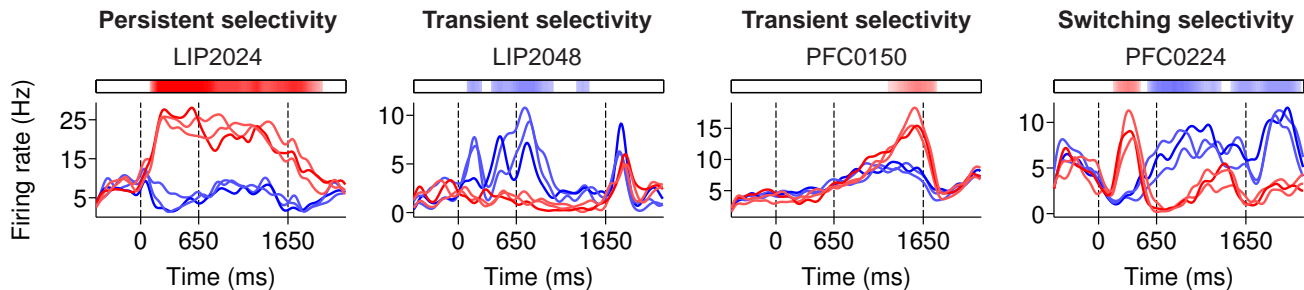 Persistent selectivity
LIP2024
Firing rate (Hz)
25
15
5
0 650 1650
Time (ms)
Transient selectivity
LIP2048
10
5
0
0 650 1650
Time (ms)
Transient selectivity
PFC0150
15
10
5
0 650 1650
Time (ms)
Switching selectivity
PFC0224
10
5
0
0 650 1650
Time (ms)